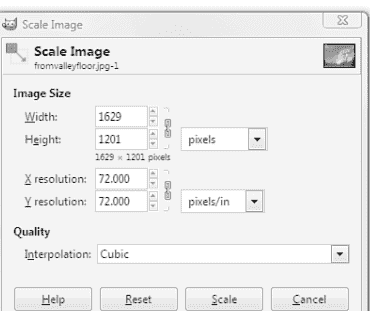 Scale Image
Scale Image
fromvalleyfloor.jpg-1
Image Size
Width: 1629
Height: 1201 pixels
1629 × 1201 pixels
X resolution: 72.000
Y resolution: 72.000 pixels/in
Quality
Interpolation: Cubic
Help Reset Scale Cancel